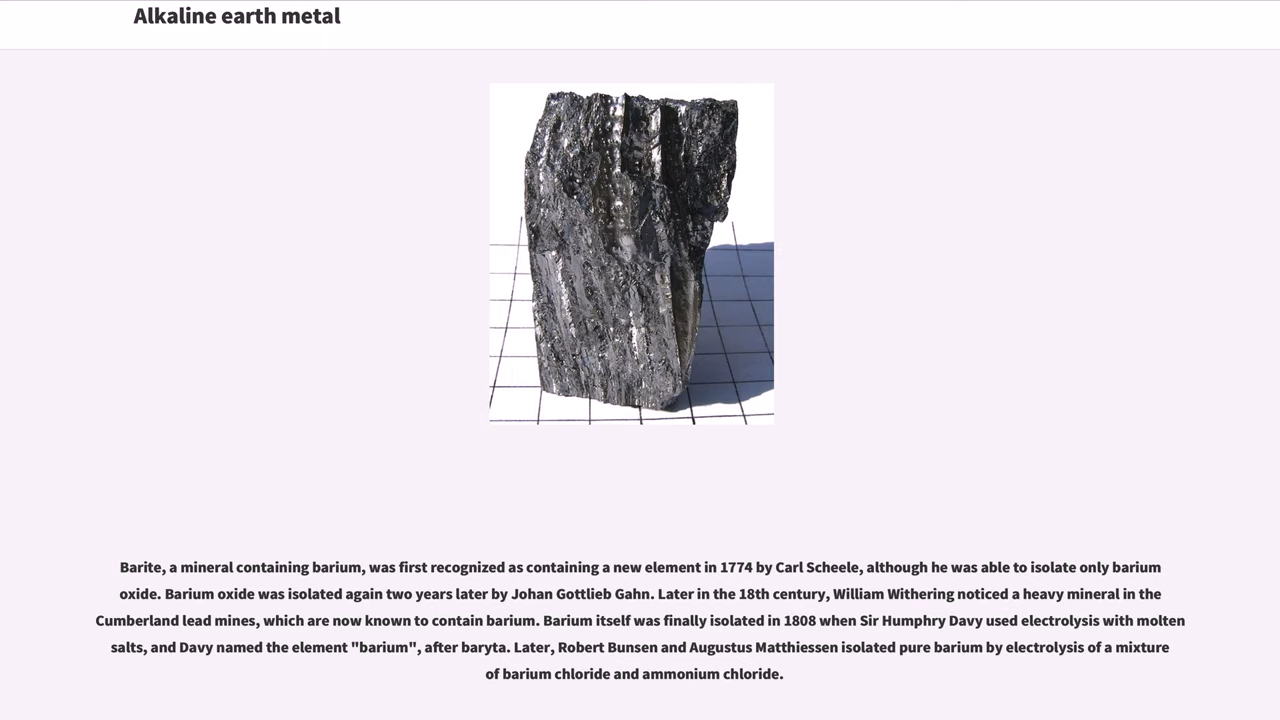 Alkaline earth metal
Barite, a mineral containing barium, was first recognized as containing a new element in 1774 by Carl Scheele, although he was able to isolate only barium
oxide. Barium oxide was isolated again two years later by Johan Gottlieb Gahn. Later in the 18th century, William Withering noticed a heavy mineral in the
Cumberland lead mines, which are now known to contain barium. Barium itself was finally isolated in 1808 when Sir Humphry Davy used electrolysis with molten
salts, and Davy named the element "barium", after baryta. Later, Robert Bunsen and Augustus Matthiessen isolated pure barium by electrolysis of a mixture
of barium chloride and ammonium chloride.